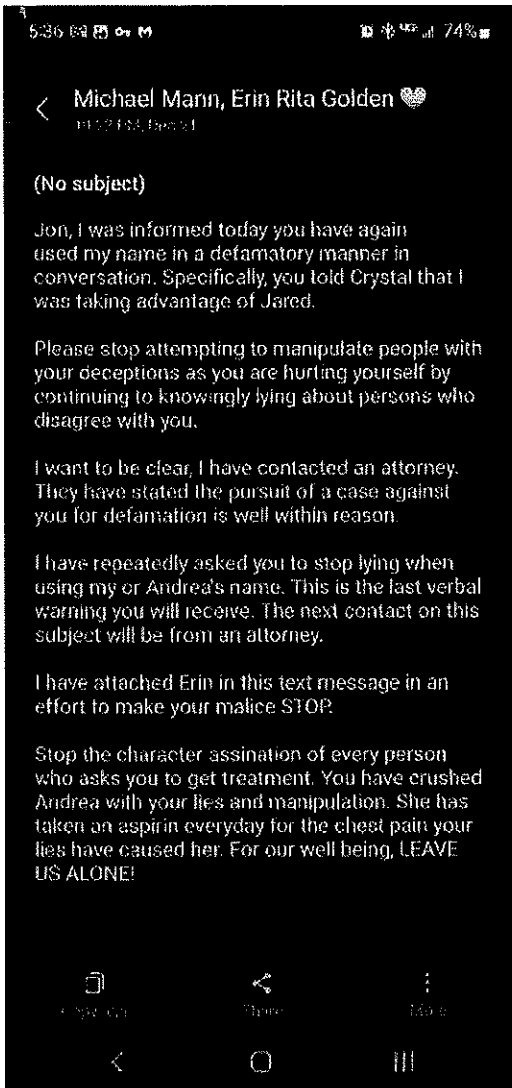 5:36
74%
Michael Mann, Erin Rita Golden
(No subject)
Jon, I was informed today you have again
used my name in a defamatory manner in
conversation. Specifically, you told Crystal that I
was taking advantage of Jared.
Please stop attempting to manipulate people with
your deceptions as you are hurting yourself by
continuing to knowingly lying about persons who
disagree with you.
I want to be clear, I have contacted an attorney.
They have stated the pursuit of a case against
you for defamation is well within reason.
I have repeatedly asked you to stop lying when
using my or Andrea's name. This is the last verbal
warning you will receive. The next contact on this
subject will be from an attorney.
I have attached Erin in this text message in an
effort to make your malice STOP.
Stop the character assination of every person
who asks you to get treatment. You have crushed
Andrea with your lies and manipulation. She has
taken an aspirin everyday for the chest pain your
lies have caused her. For our well being, LEAVE
US ALONE!
Share
More